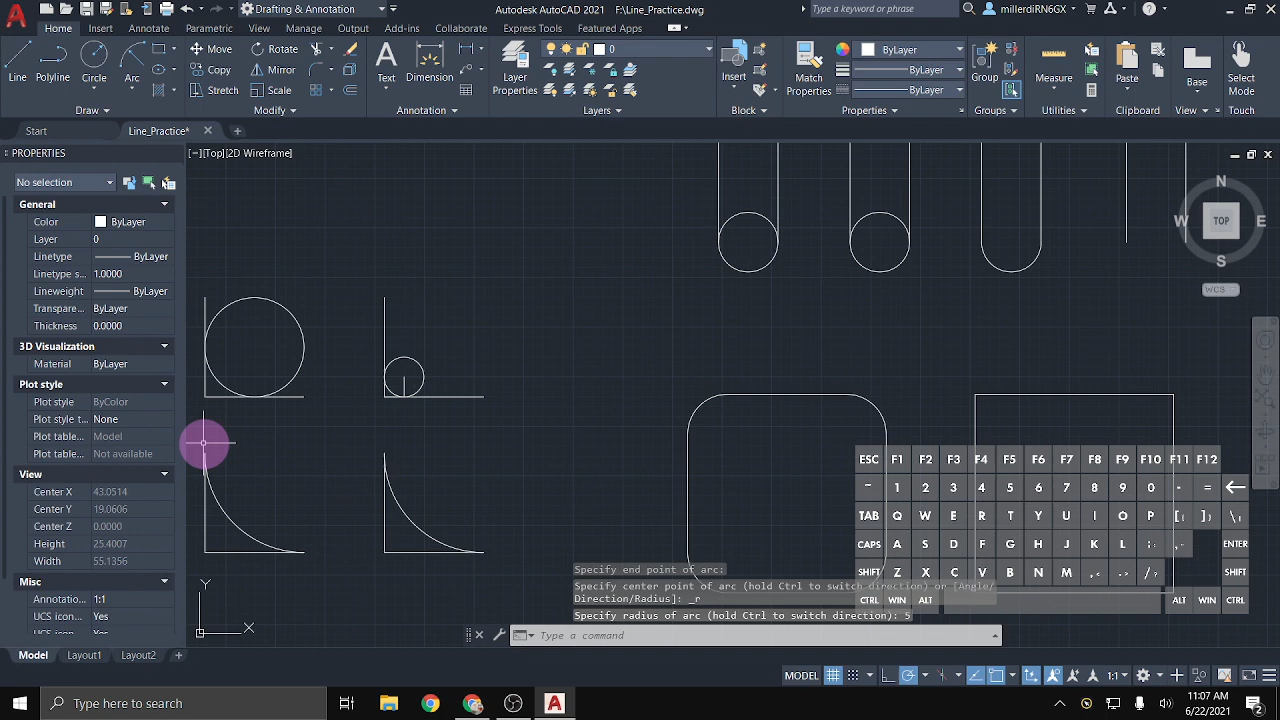 Drafting & Annotation
Autodesk AutoCAD 2021 F:\Line_Practice.dwg
Type a keyword or phrase
millerdiRNGX
Home Insert Annotate Parametric View Manage Output Add-ins Collaborate Express Tools Featured Apps
Line Polyline Circle Arc
Move Rotate
Copy Mirror
Stretch Scale
Text Dimension
Layer Properties
0
Insert
Match Properties
ByLayer
ByLayer
ByLayer
Group
Measure
Paste
Base
Select Mode
Draw Modify Annotation Layers Block Properties Groups Utilities Clipboard View Touch
Start Line_Practice*
PROPERTIES
[−][Top][2D Wireframe]
No selection
General
Color ByLayer
Layer 0
Linetype ByLayer
Linetype s... 1.0000
Lineweight ByLayer
Transpare... ByLayer
Thickness 0.0000
3D Visualization
Material ByLayer
Plot style
Plot style ByColor
Plot style t... None
Plot table... Model
Plot table... Not available
View
Center X 43.0514
Center Y 19.0606
Center Z 0.0000
Height 25.4007
Width 55.1356
Misc
Annotatio... 1:1
UCS icon... Yes
UCS icon... Yes
N
W TOP E
S
WCS
Y
X
ESC F1 F2 F3 F4 F5 F6 F7 F8 F9 F10 F11 F12
1 2 3 4 5 6 7 8 9 0 - =
TAB Q W E R T Y U I O P [{ ]} \
CAPS A S D F G H J K L ENTER
SHIFT Z X C V B N M SHIFT
CTRL WIN ALT ALT WIN CTRL
Specify end point of arc:
Specify center point of arc (hold Ctrl to switch direction) or [Angle/
Direction/Radius]: _r
Specify radius of arc (hold Ctrl to switch direction): 5
Type a command
Model Layout1 Layout2 +
MODEL
1:1
Type here to search
11:07 AM
6/22/2021
2